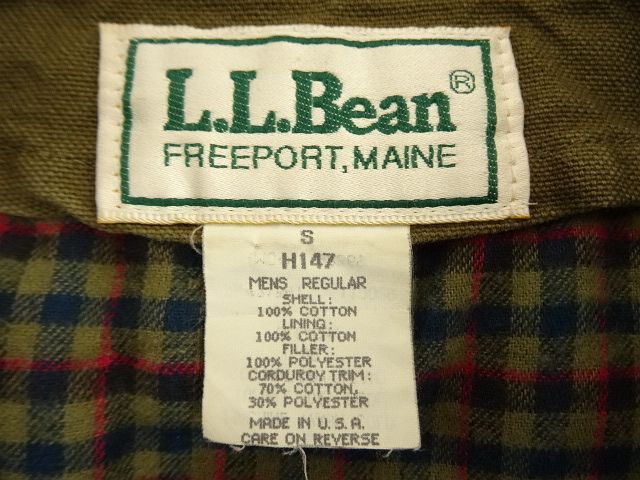 L.L.Bean®
FREEPORT, MAINE
S
H147
MENS REGULAR
SHELL:
100% COTTON
LINING:
100% COTTON
FILLER:
100% POLYESTER
CORDUROY TRIM:
70% COTTON,
30% POLYESTER
MADE IN U.S.A.
CARE ON REVERSE